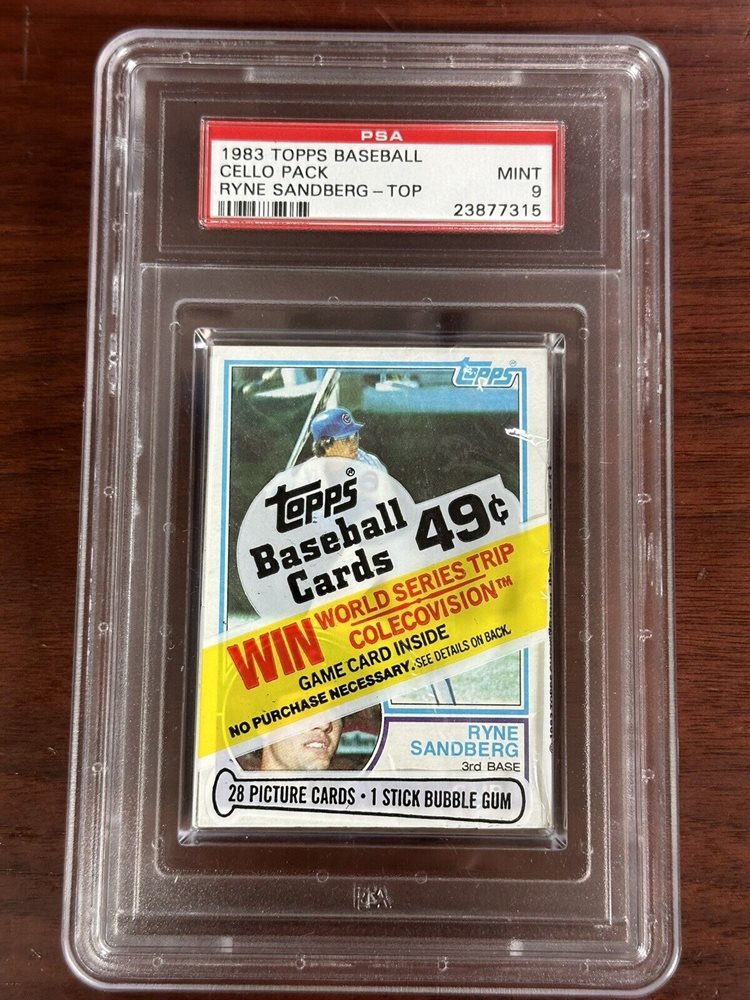 PSA
1983 TOPPS BASEBALL
CELLO PACK MINT
RYNE SANDBERG - TOP 9
23877315
Topps
Topps®
Baseball
Cards 49¢
WIN WORLD SERIES TRIP
COLECOVISION™
GAME CARD INSIDE
NO PURCHASE NECESSARY. SEE DETAILS ON BACK.
RYNE
SANDBERG
3rd BASE
28 PICTURE CARDS • 1 STICK BUBBLE GUM
PSA